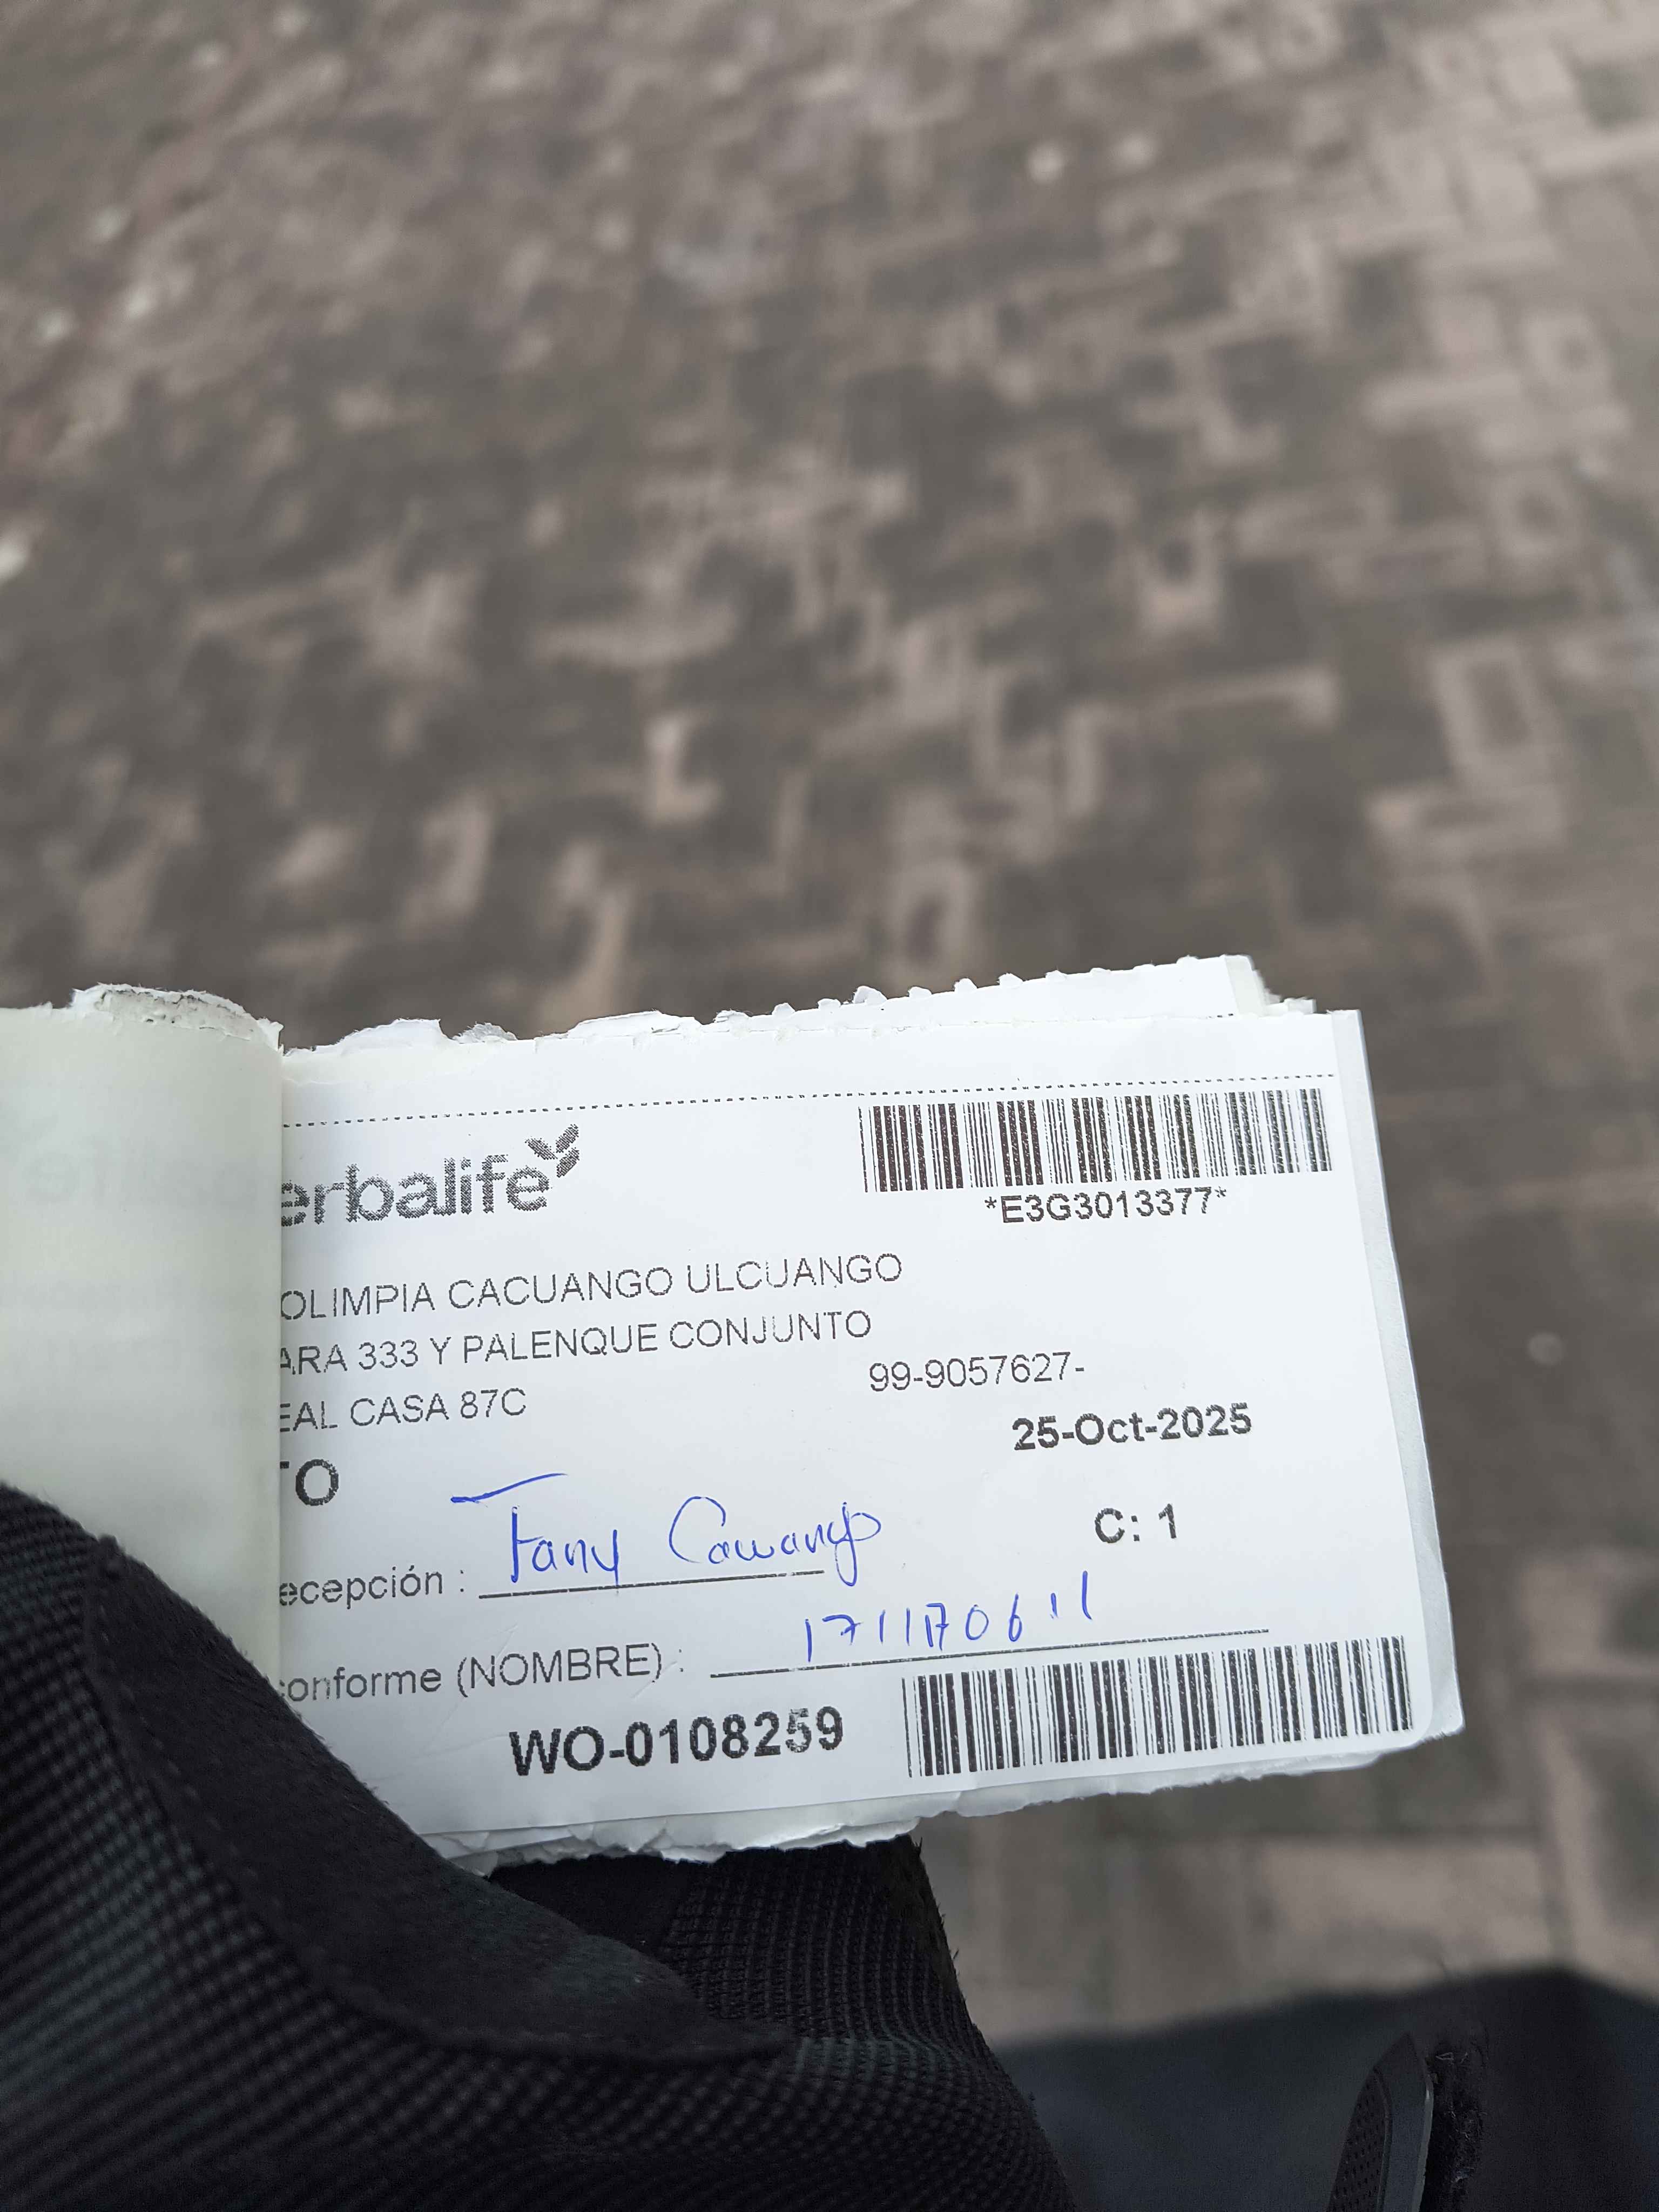 erbalife
*E3G3013377*
OLIMPIA CACUANGO ULCUANGO
ARA 333 Y PALENQUE CONJUNTO
EAL CASA 87C
99-9057627-
25-Oct-2025
TO
C: 1
ecepción : Fany Cacuango
conforme (NOMBRE) :
WO-0108259